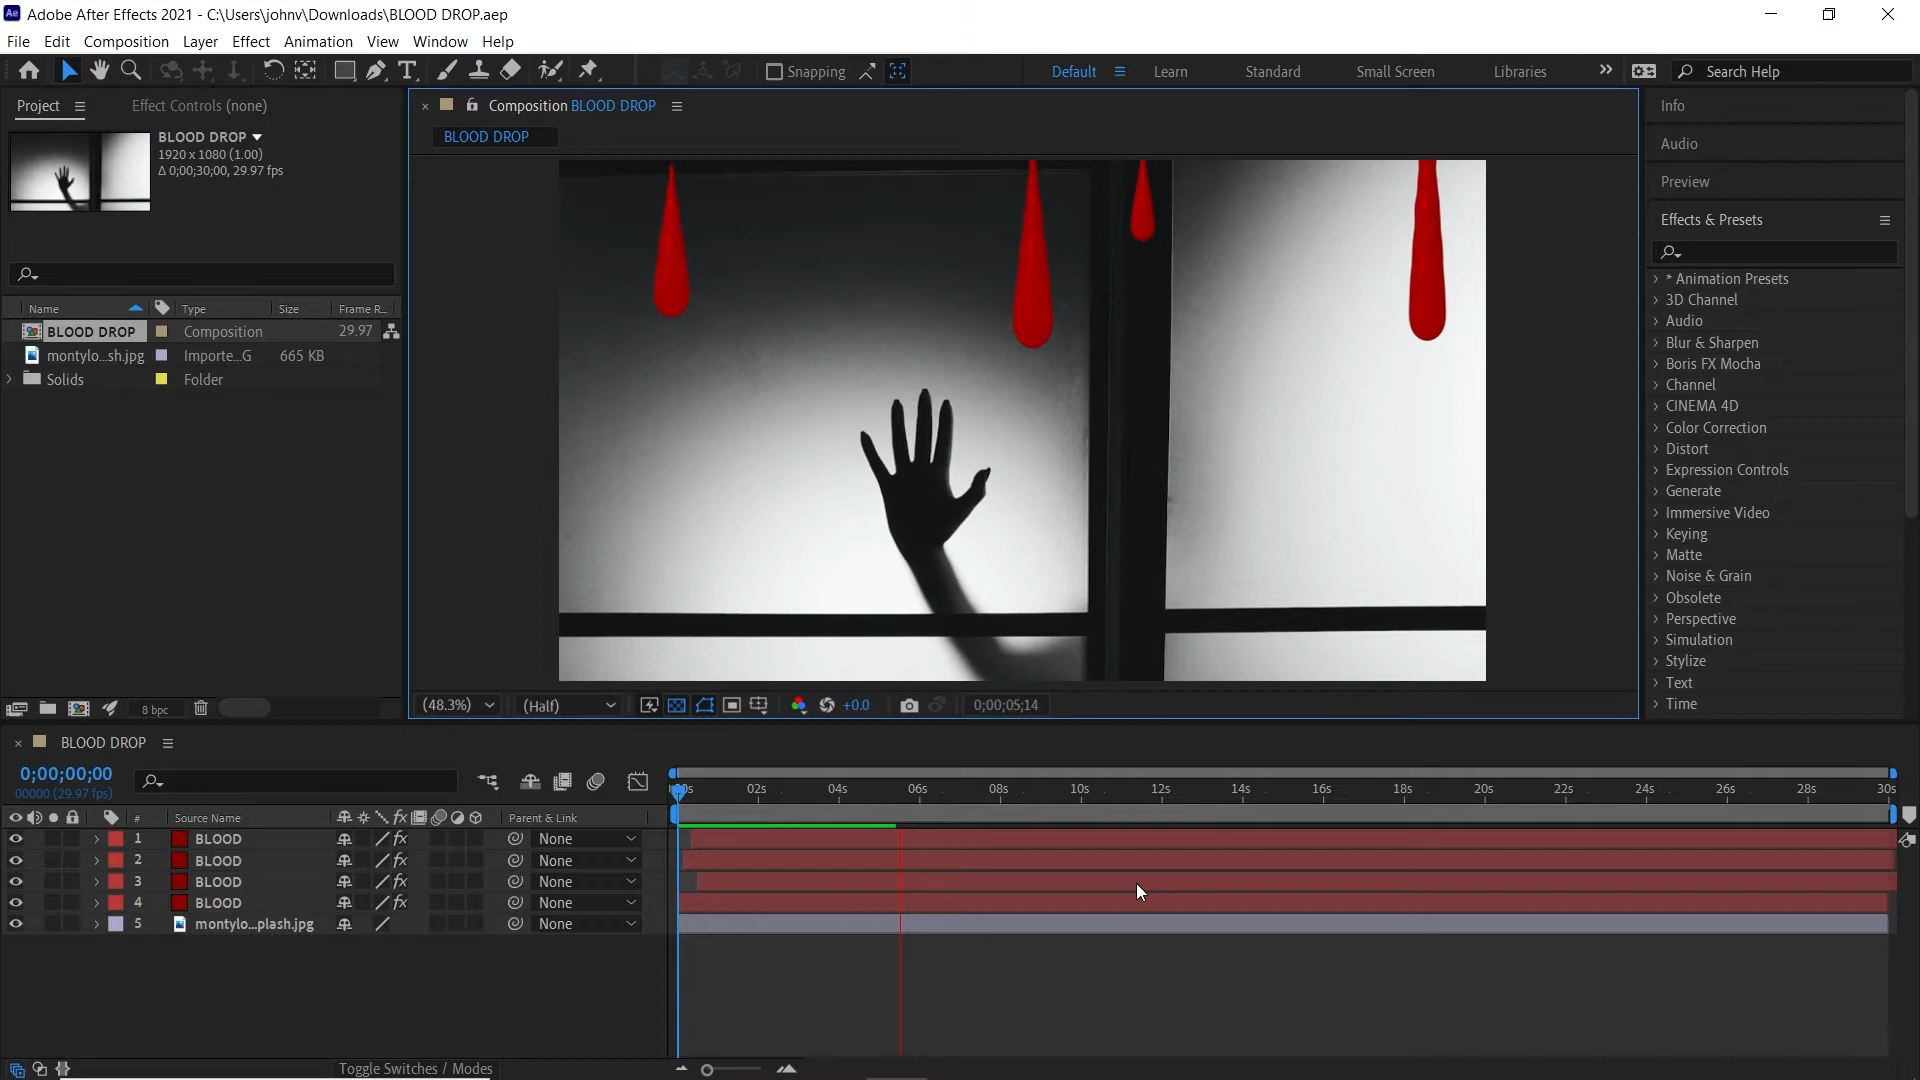 Ae Adobe After Effects 2021 - C:\Users\johnv\Downloads\BLOOD DROP.aep
File Edit Composition Layer Effect Animation View Window Help
Snapping Default Learn Standard Small Screen Libraries Search Help
Project Effect Controls (none)
BLOOD DROP
1920 x 1080 (1.00)
Δ 0;00;30;00, 29.97 fps
Name Type Size Frame R...
BLOOD DROP Composition 29.97
montylo...sh.jpg Importe...G 665 KB
Solids Folder
8 bpc
Composition BLOOD DROP
BLOOD DROP
(48.3%) (Half) +0.0 0;00;05;14
Info
Audio
Preview
Effects & Presets
* Animation Presets
3D Channel
Audio
Blur & Sharpen
Boris FX Mocha
Channel
CINEMA 4D
Color Correction
Distort
Expression Controls
Generate
Immersive Video
Keying
Matte
Noise & Grain
Obsolete
Perspective
Simulation
Stylize
Text
Time
BLOOD DROP
0;00;00;00
00000 (29.97 fps)
02s 04s 06s 08s 10s 12s 14s 16s 18s 20s 22s 24s 26s 28s 30s
# Source Name fx Parent & Link
1 BLOOD fx None
2 BLOOD fx None
3 BLOOD fx None
4 BLOOD fx None
5 montylo...plash.jpg None
Toggle Switches / Modes